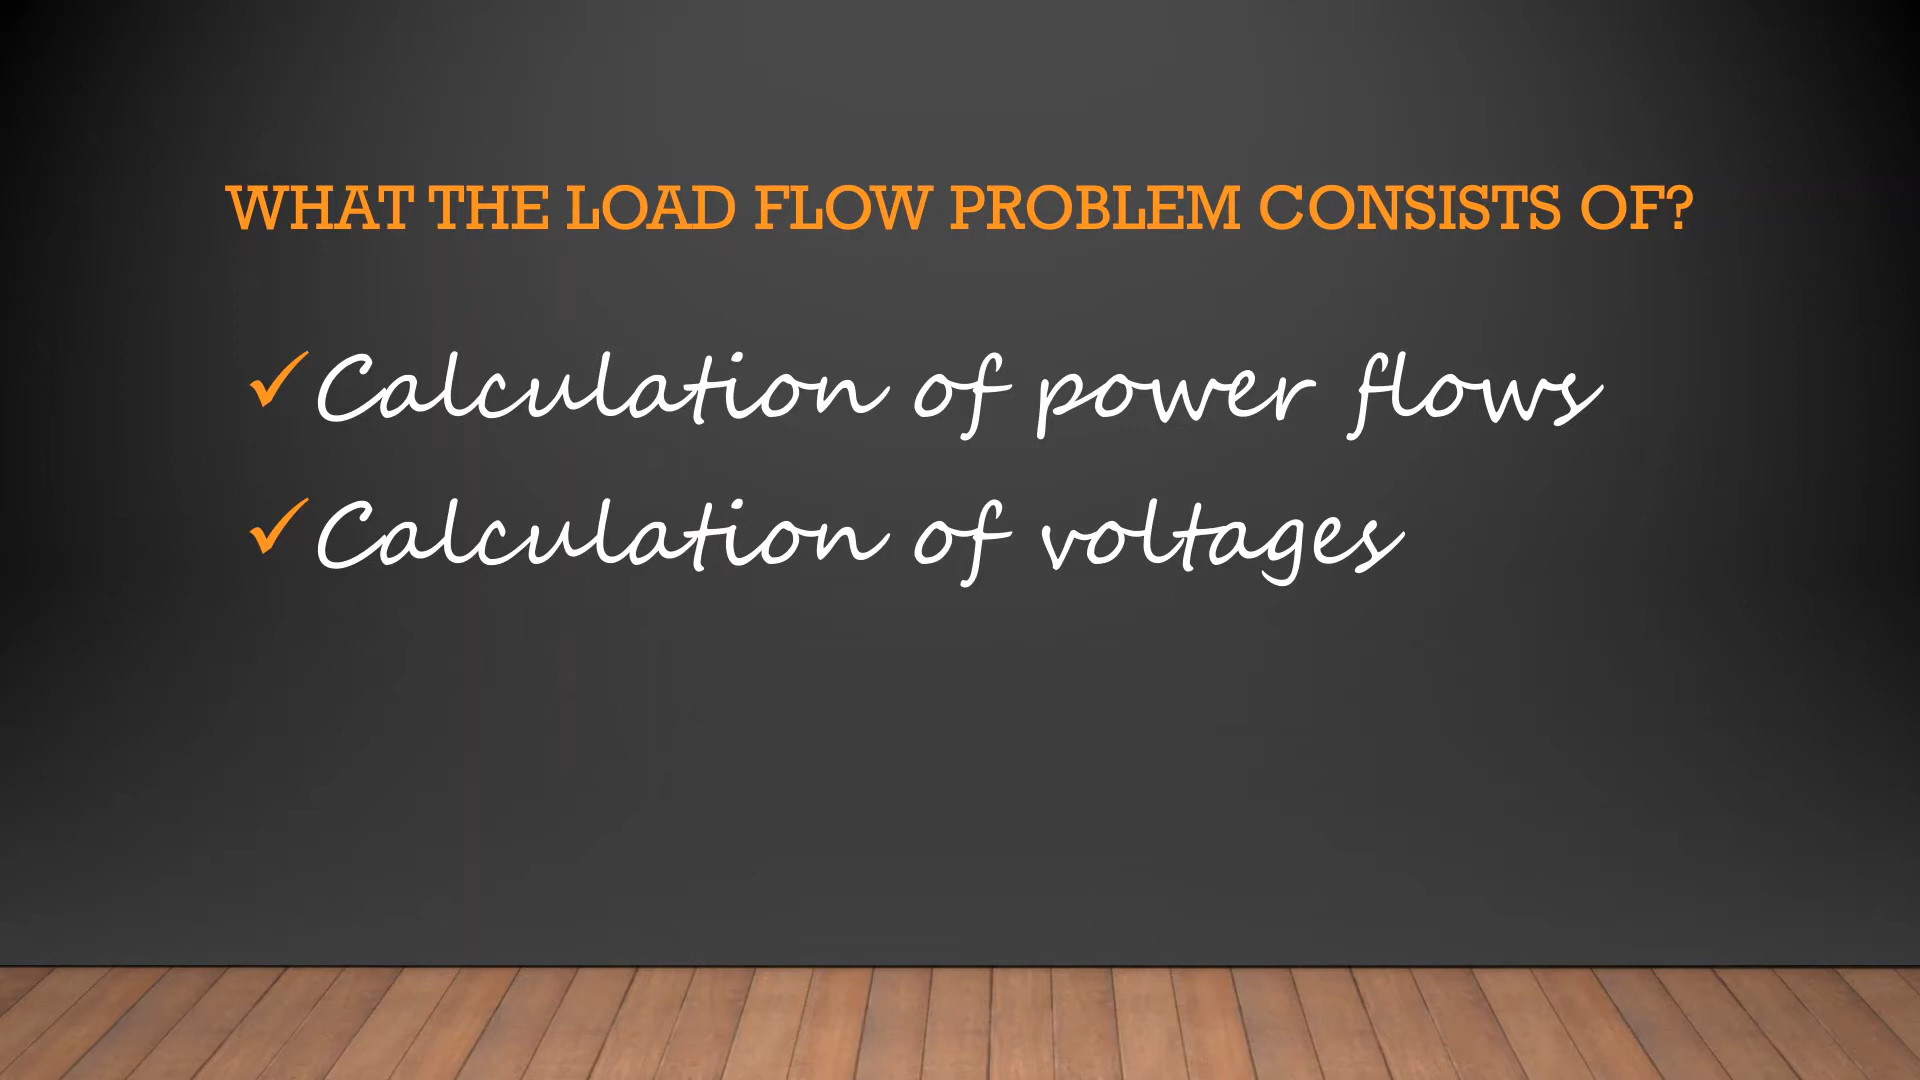 WHAT THE LOAD FLOW PROBLEM CONSISTS OF?
✓Calculation of power flows
✓Calculation of voltages